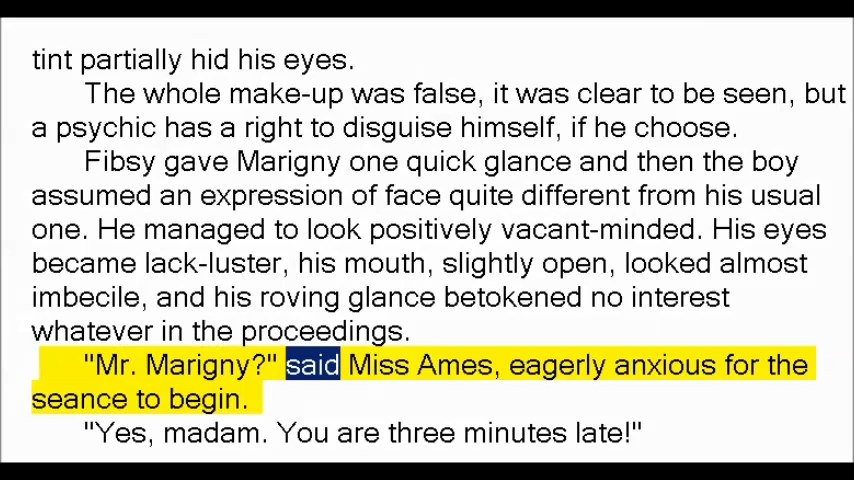 tint partially hid his eyes.
The whole make-up was false, it was clear to be seen, but
a psychic has a right to disguise himself, if he choose.
Fibsy gave Marigny one quick glance and then the boy
assumed an expression of face quite different from his usual
one. He managed to look positively vacant-minded. His eyes
became lack-luster, his mouth, slightly open, looked almost
imbecile, and his roving glance betokened no interest
whatever in the proceedings.
"Mr. Marigny?" said Miss Ames, eagerly anxious for the
seance to begin.
"Yes, madam. You are three minutes late!"